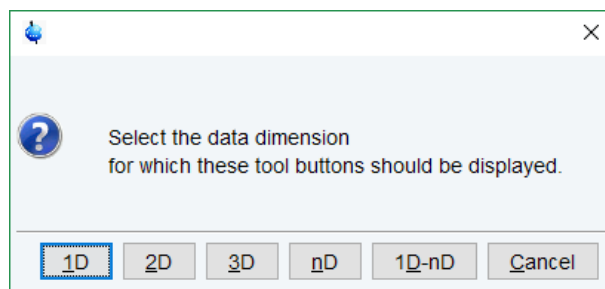 Select the data dimension
for which these tool buttons should be displayed.
1D 2D 3D nD 1D-nD Cancel